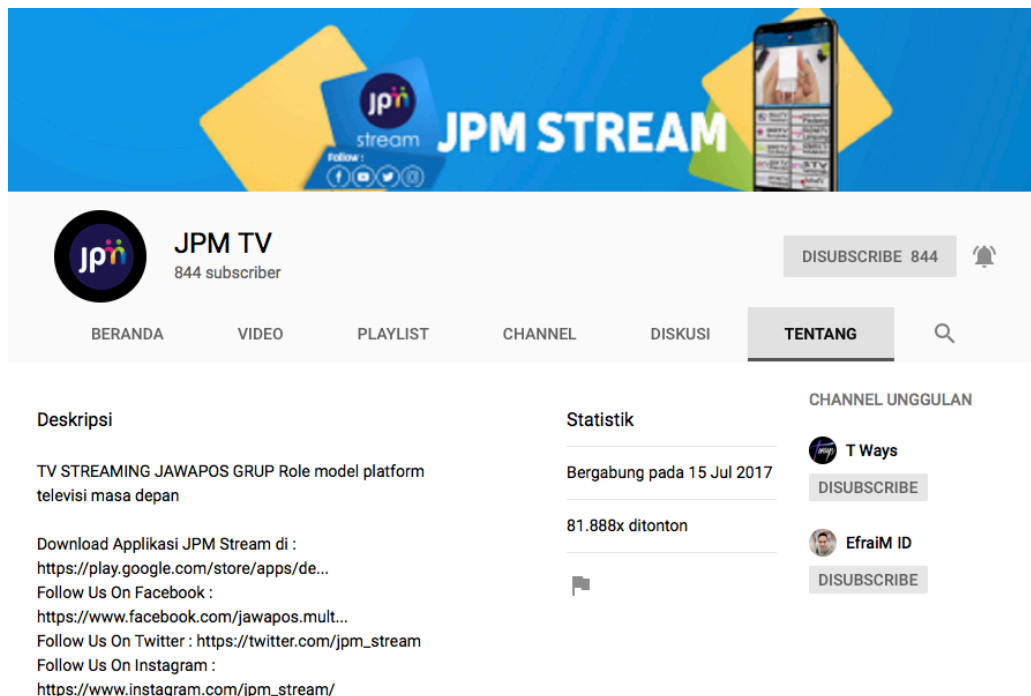 jpm
stream
Follow :
JPM STREAM
jpm
JPM TV
844 subscriber
DISUBSCRIBE 844
BERANDA
VIDEO
PLAYLIST
CHANNEL
DISKUSI
TENTANG
Deskripsi
TV STREAMING JAWAPOS GRUP Role model platform
televisi masa depan
Download Applikasi JPM Stream di :
https://play.google.com/store/apps/de...
Follow Us On Facebook :
https://www.facebook.com/jawapos.mult...
Follow Us On Twitter : https://twitter.com/jpm_stream
Follow Us On Instagram :
https://www.instagram.com/jpm_stream/
Statistik
Bergabung pada 15 Jul 2017
81.888x ditonton
CHANNEL UNGGULAN
T Ways
DISUBSCRIBE
EfraiM ID
DISUBSCRIBE